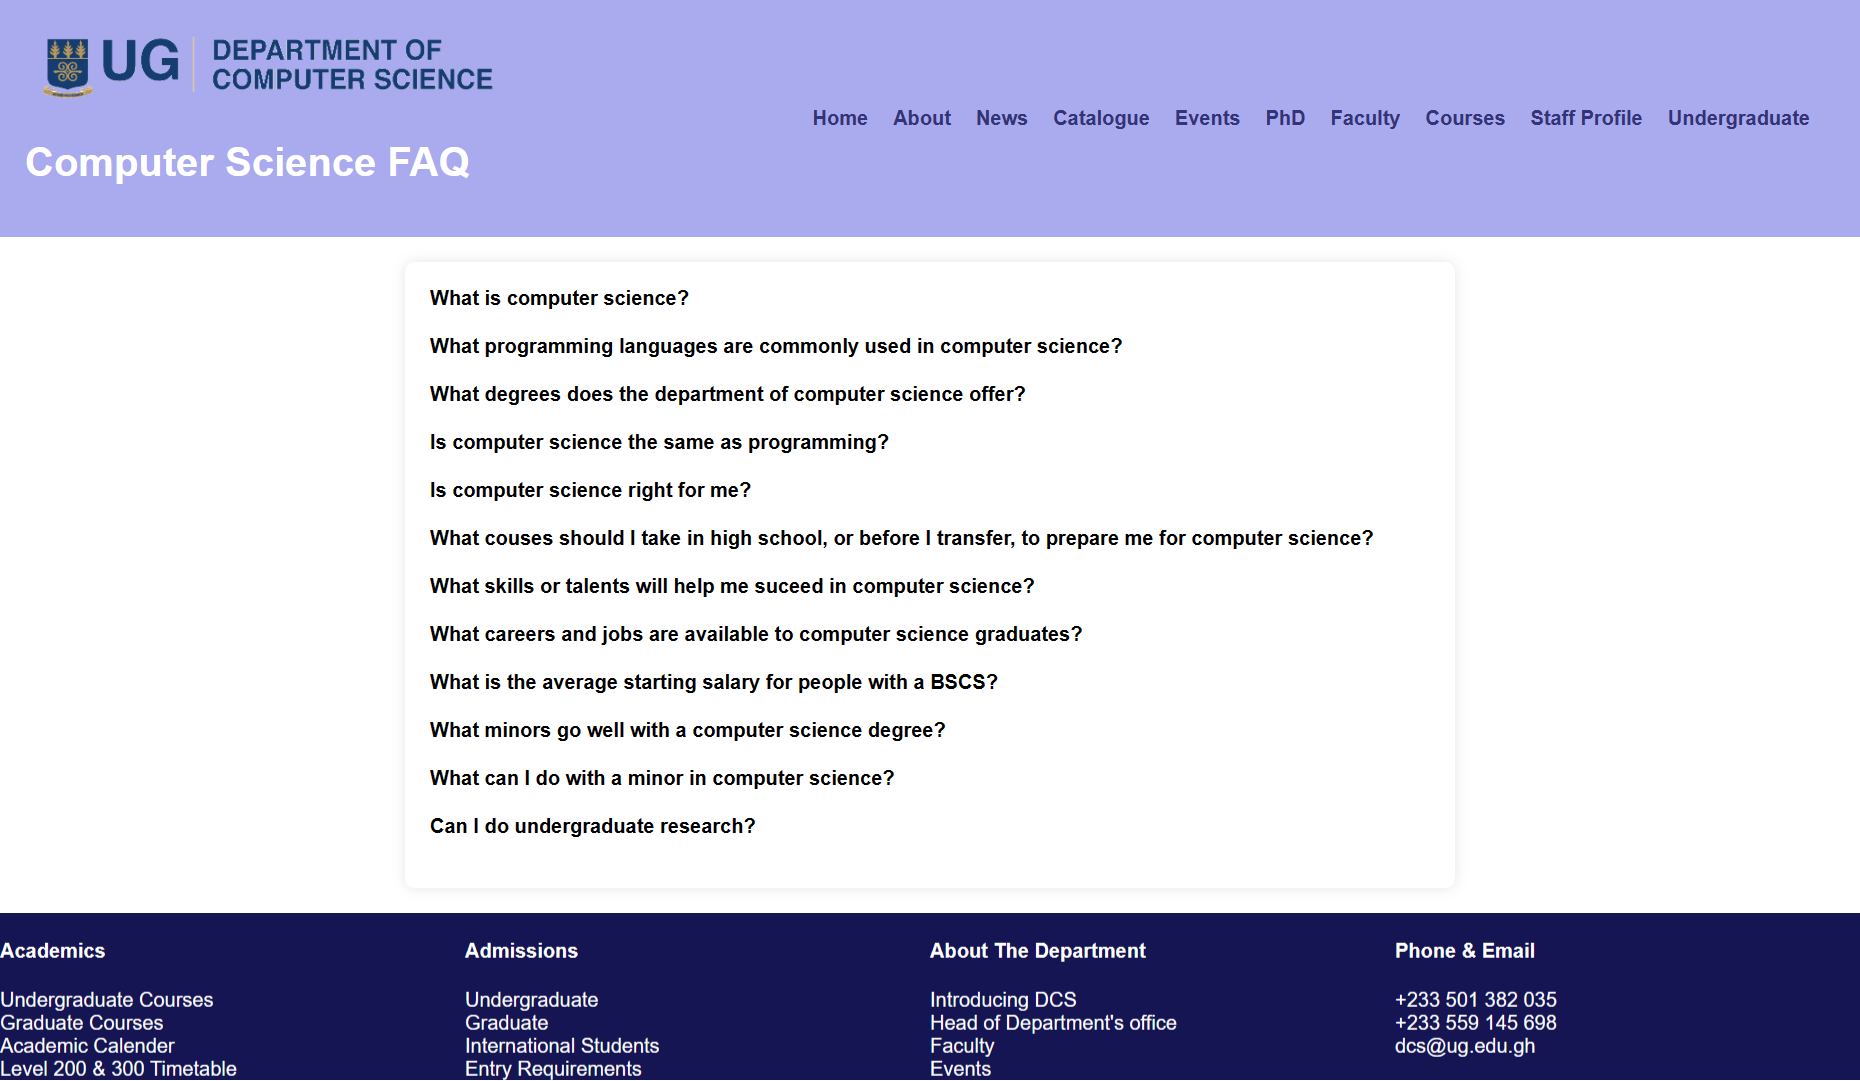 UG
DEPARTMENT OF
COMPUTER SCIENCE
Home About News Catalogue Events PhD Faculty Courses Staff Profile Undergraduate
Computer Science FAQ
What is computer science?
What programming languages are commonly used in computer science?
What degrees does the department of computer science offer?
Is computer science the same as programming?
Is computer science right for me?
What couses should I take in high school, or before I transfer, to prepare me for computer science?
What skills or talents will help me suceed in computer science?
What careers and jobs are available to computer science graduates?
What is the average starting salary for people with a BSCS?
What minors go well with a computer science degree?
What can I do with a minor in computer science?
Can I do undergraduate research?
Academics
Undergraduate Courses
Graduate Courses
Academic Calender
Level 200 & 300 Timetable
Admissions
Undergraduate
Graduate
International Students
Entry Requirements
About The Department
Introducing DCS
Head of Department's office
Faculty
Events
Phone & Email
+233 501 382 035
+233 559 145 698
dcs@ug.edu.gh